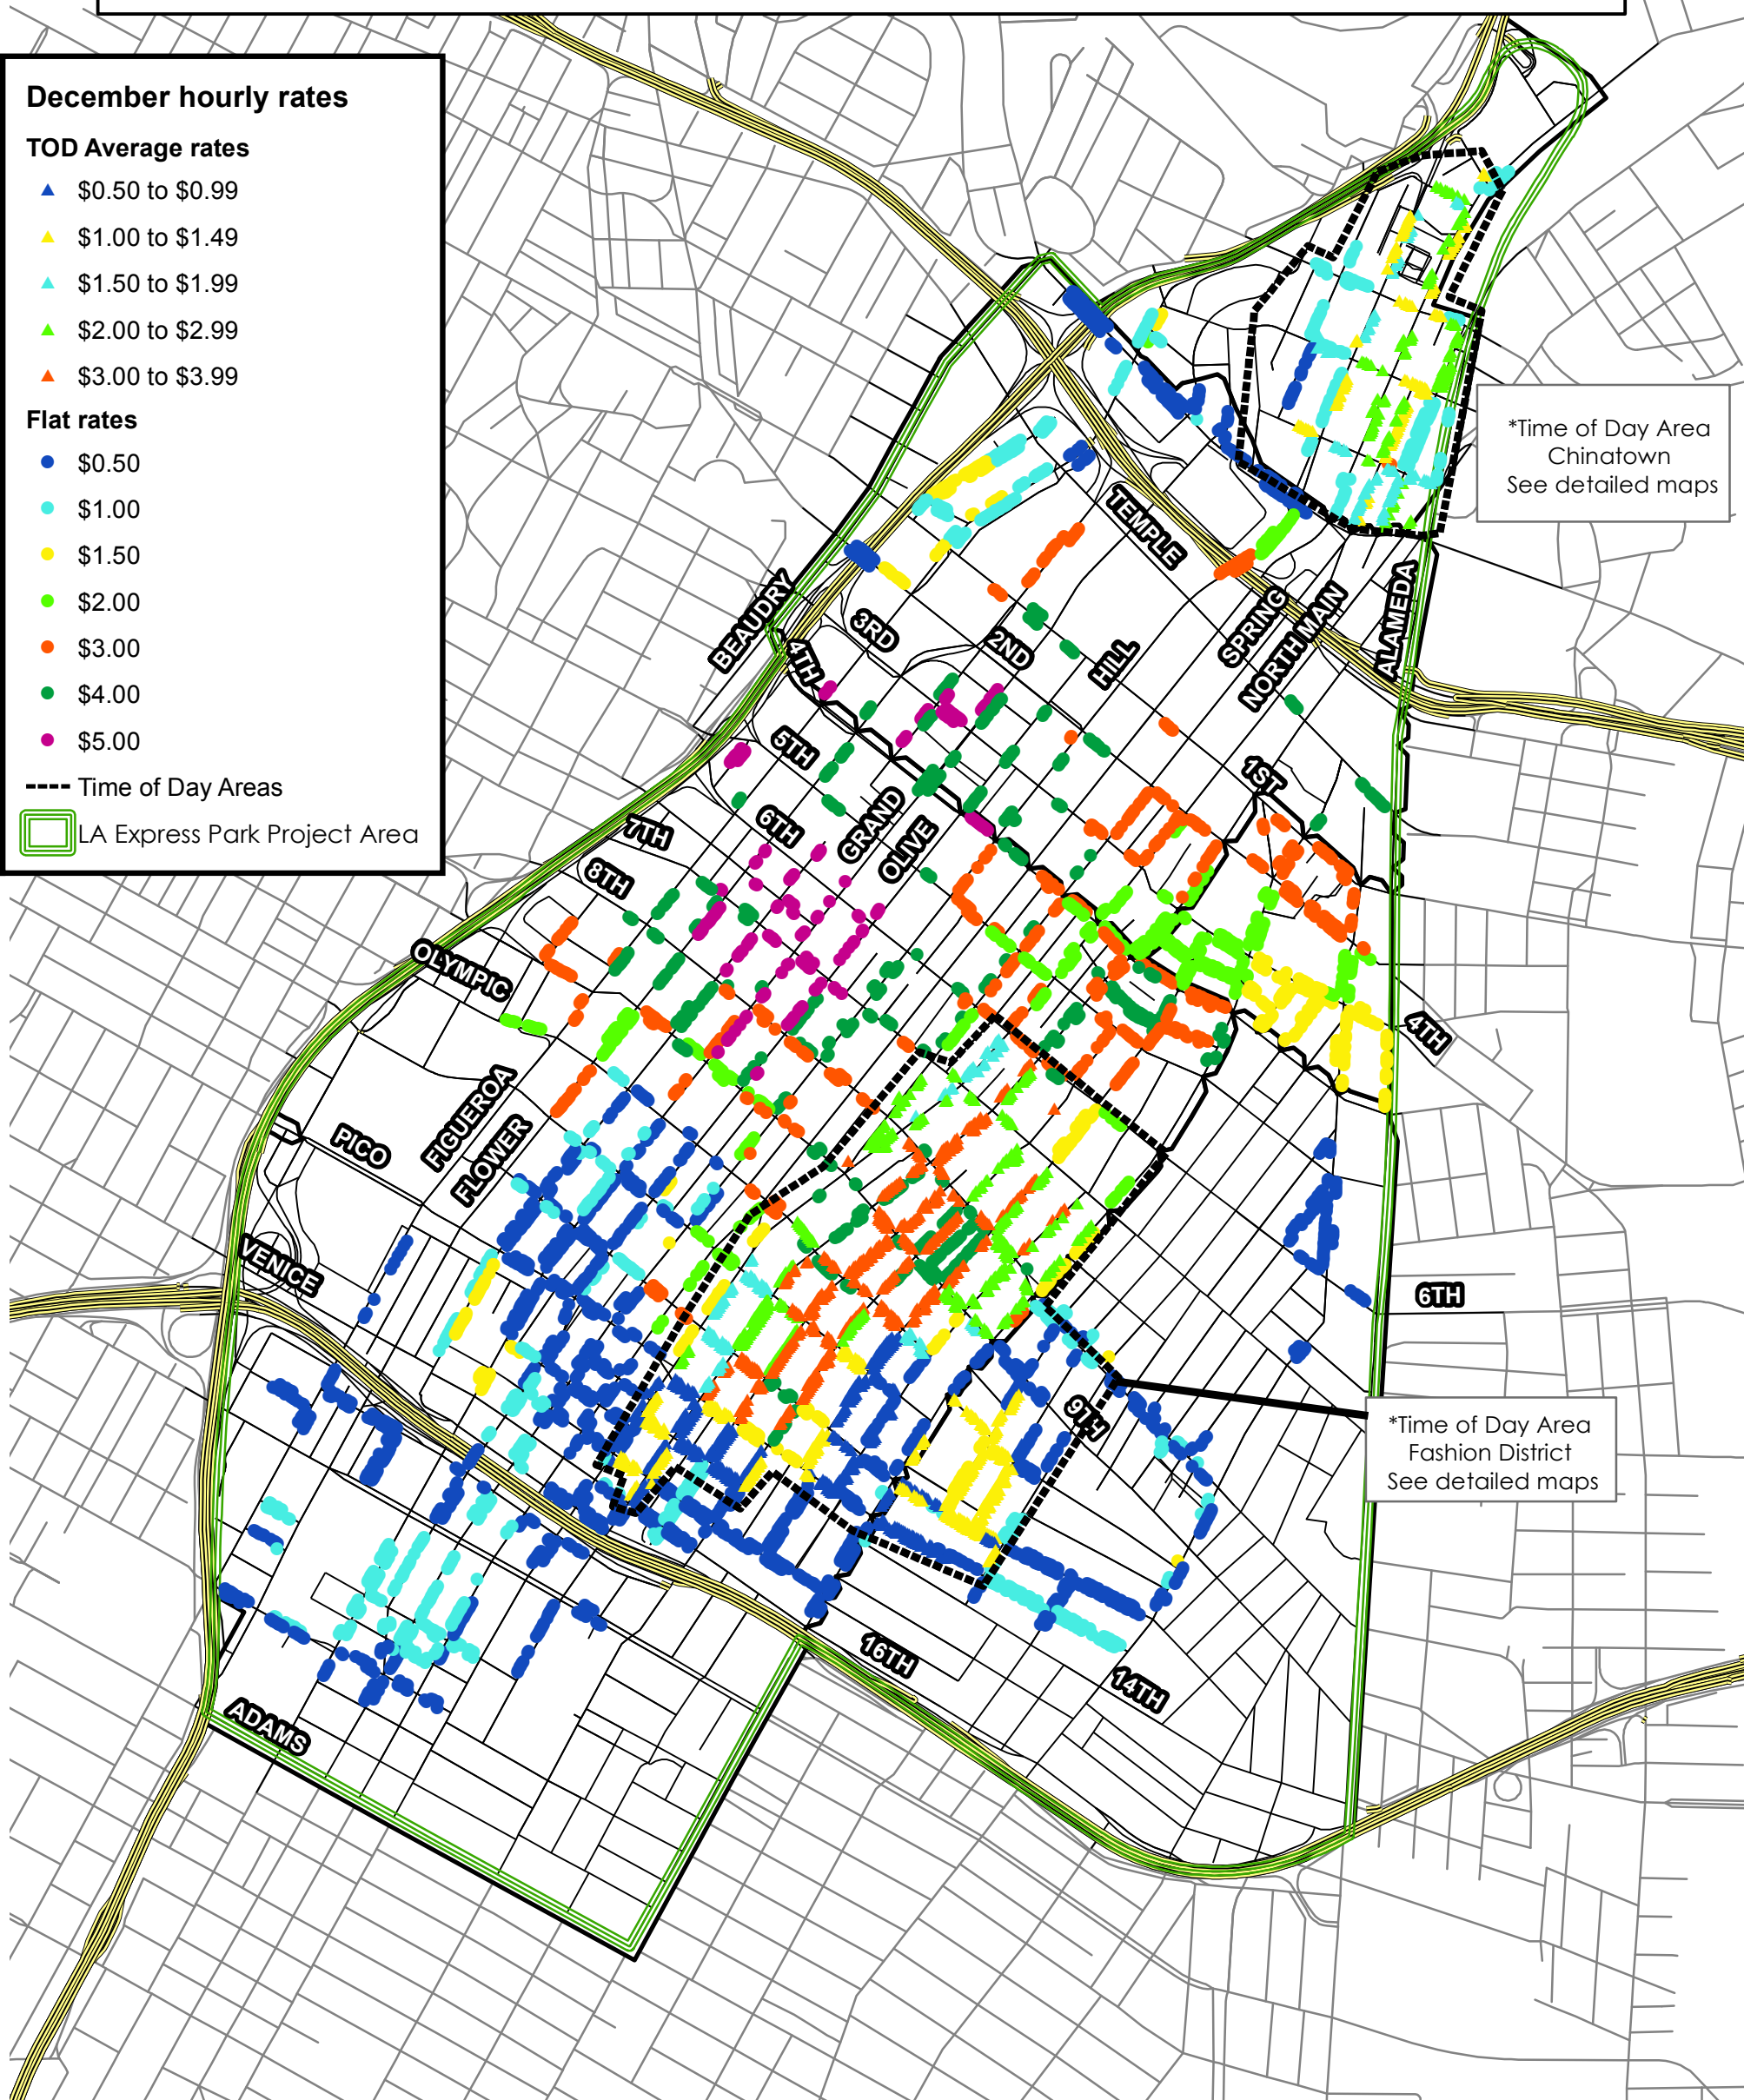 December hourly rates
TOD Average rates
$0.50 to $0.99
$1.00 to $1.49
$1.50 to $1.99
$2.00 to $2.99
$3.00 to $3.99
Flat rates
$0.50
$1.00
$1.50
$2.00
$3.00
$4.00
$5.00
Time of Day Areas
LA Express Park Project Area
*Time of Day Area
Chinatown
See detailed maps
TEMPLE
BEAUDRY
3RD
4TH
2ND
HILL
SPRING
NORTH MAIN
ALAMEDA
5TH
1ST
7TH
6TH
GRAND
OLIVE
8TH
OLYMPIC
4TH
FIGUEROA
FLOWER
PICO
VENICE
6TH
9TH
*Time of Day Area
Fashion District
See detailed maps
16TH
14TH
ADAMS